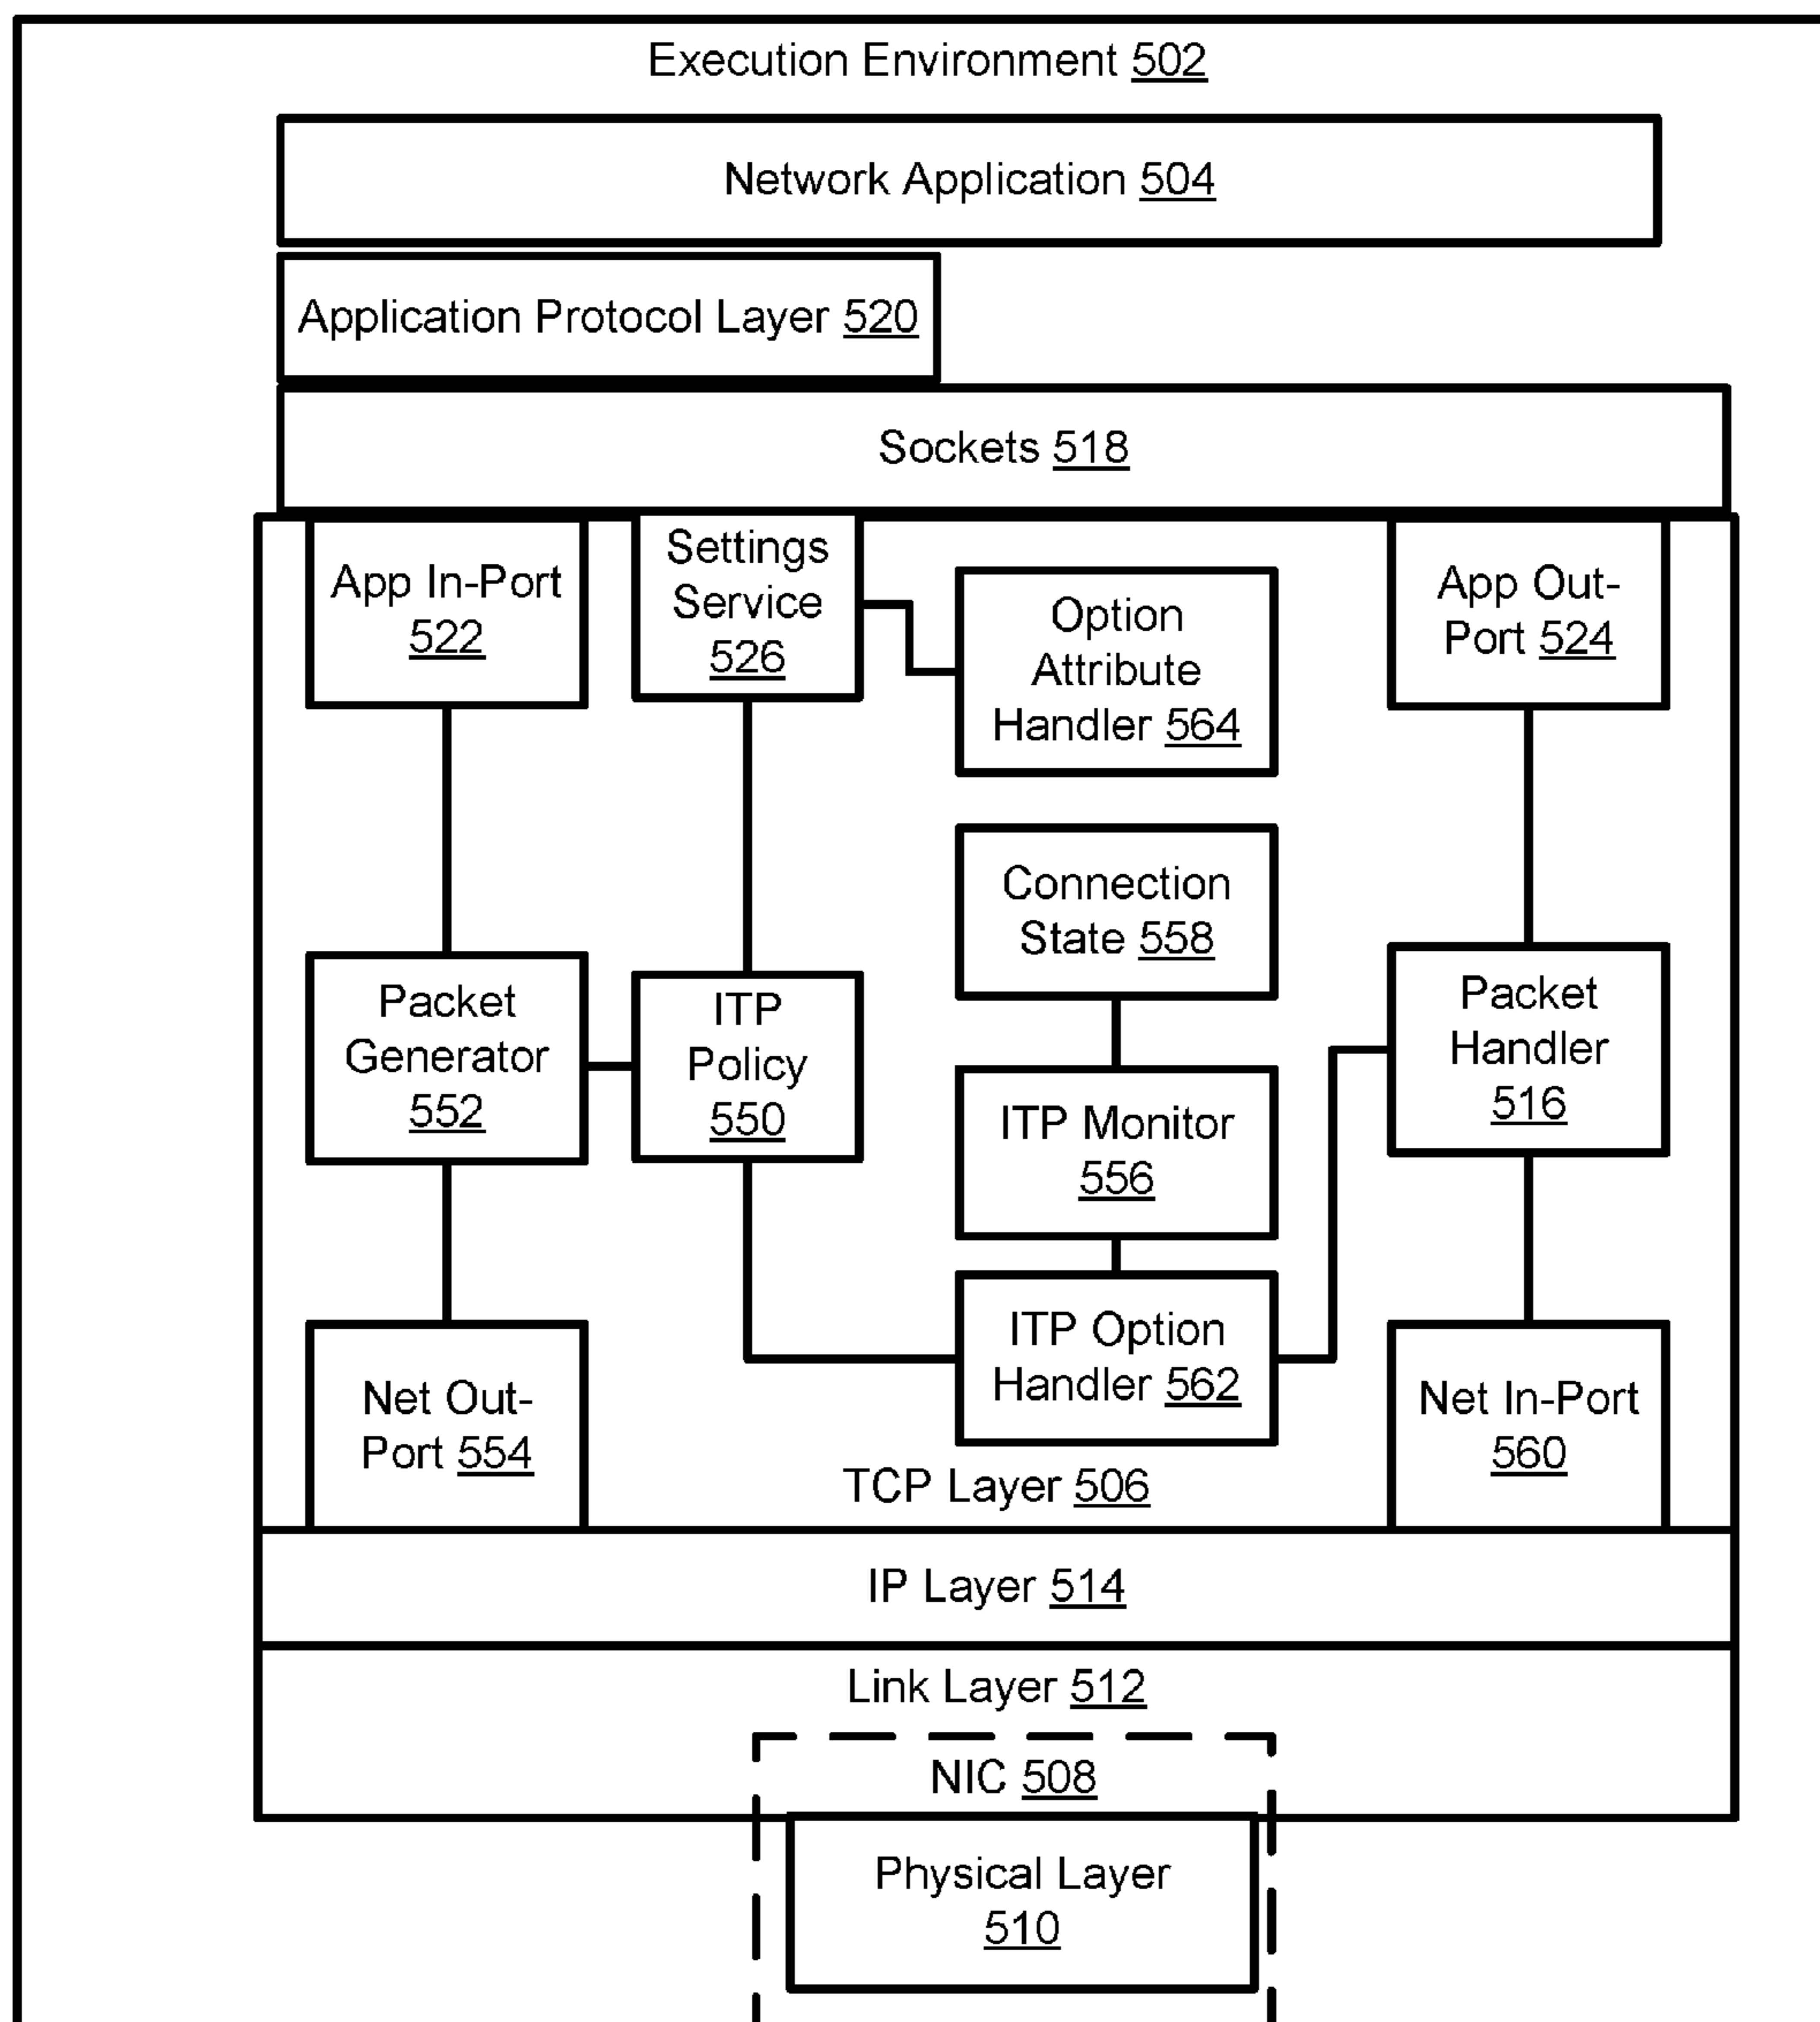 Execution Environment 502
Network Application 504
Application Protocol Layer 520
Sockets 518
App In-Port
522
Settings
Service
526
Option
Attribute
Handler 564
App Out-
Port 524
Connection
State 558
Packet
Generator
552
ITP
Policy
550
ITP Monitor
556
Packet
Handler
516
ITP Option
Handler 562
Net Out-
Port 554
Net In-Port
560
TCP Layer 506
IP Layer 514
Link Layer 512
NIC 508
Physical Layer
510